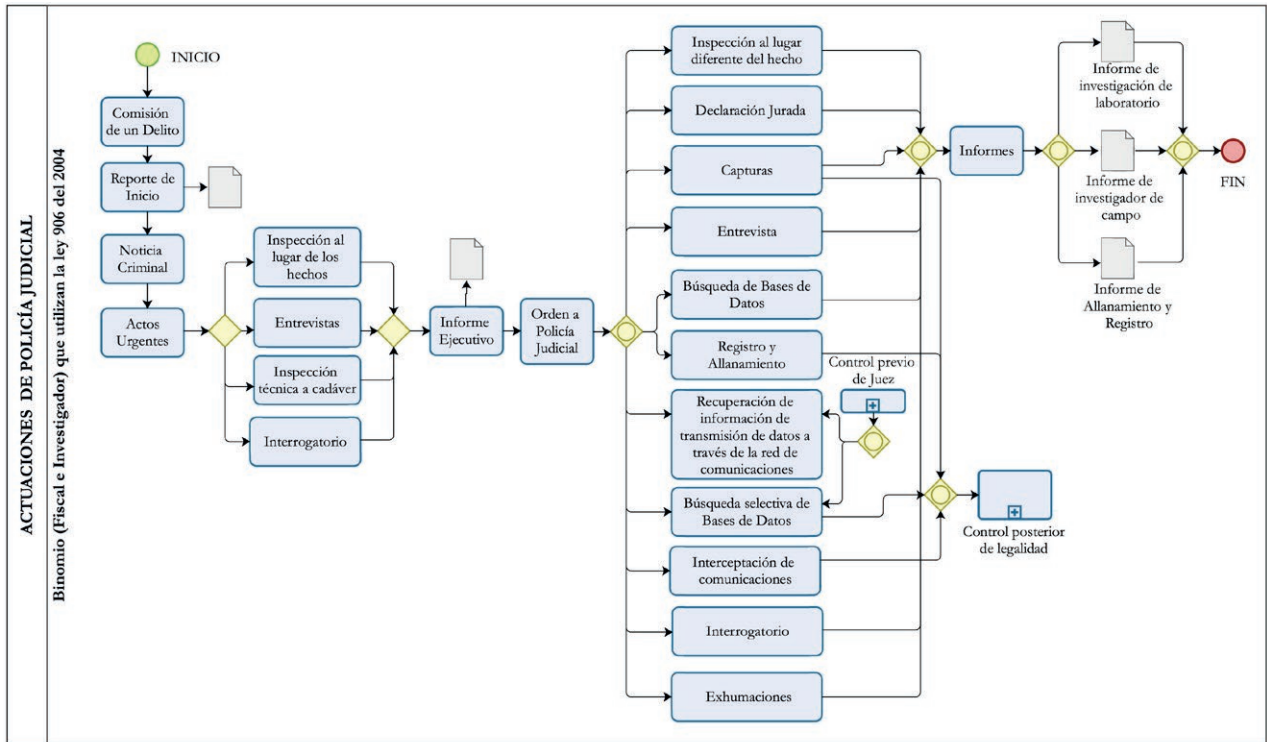 ACTUACIONES DE POLICÍA JUDICIAL
Binomio (Fiscal e Investigador) que utilizan la ley 906 del 2004
INICIO
Comisión
de un Delito
Reporte de
Inicio
Noticia
Criminal
Actos
Urgentes
Inspección al
lugar de los
hechos
Entrevistas
Inspección
técnica a cadáver
Interrogatorio
Informe
Ejecutivo
Orden a
Policía
Judicial
Inspección al lugar
diferente del hecho
Declaración Jurada
Capturas
Entrevista
Búsqueda de Bases de
Datos
Registro y
Allanamiento
Recuperación de
información de
transmisión de datos a
través de la red de
comunicaciones
Búsqueda selectiva de
Bases de Datos
Interceptación de
comunicaciones
Interrogatorio
Exhumaciones
Control previo
de Juez
Control posterior
de legalidad
Informes
Informe de
investigación de
laboratorio
Informe de
investigador de
campo
Informe de
Allanamiento y
Registro
FIN